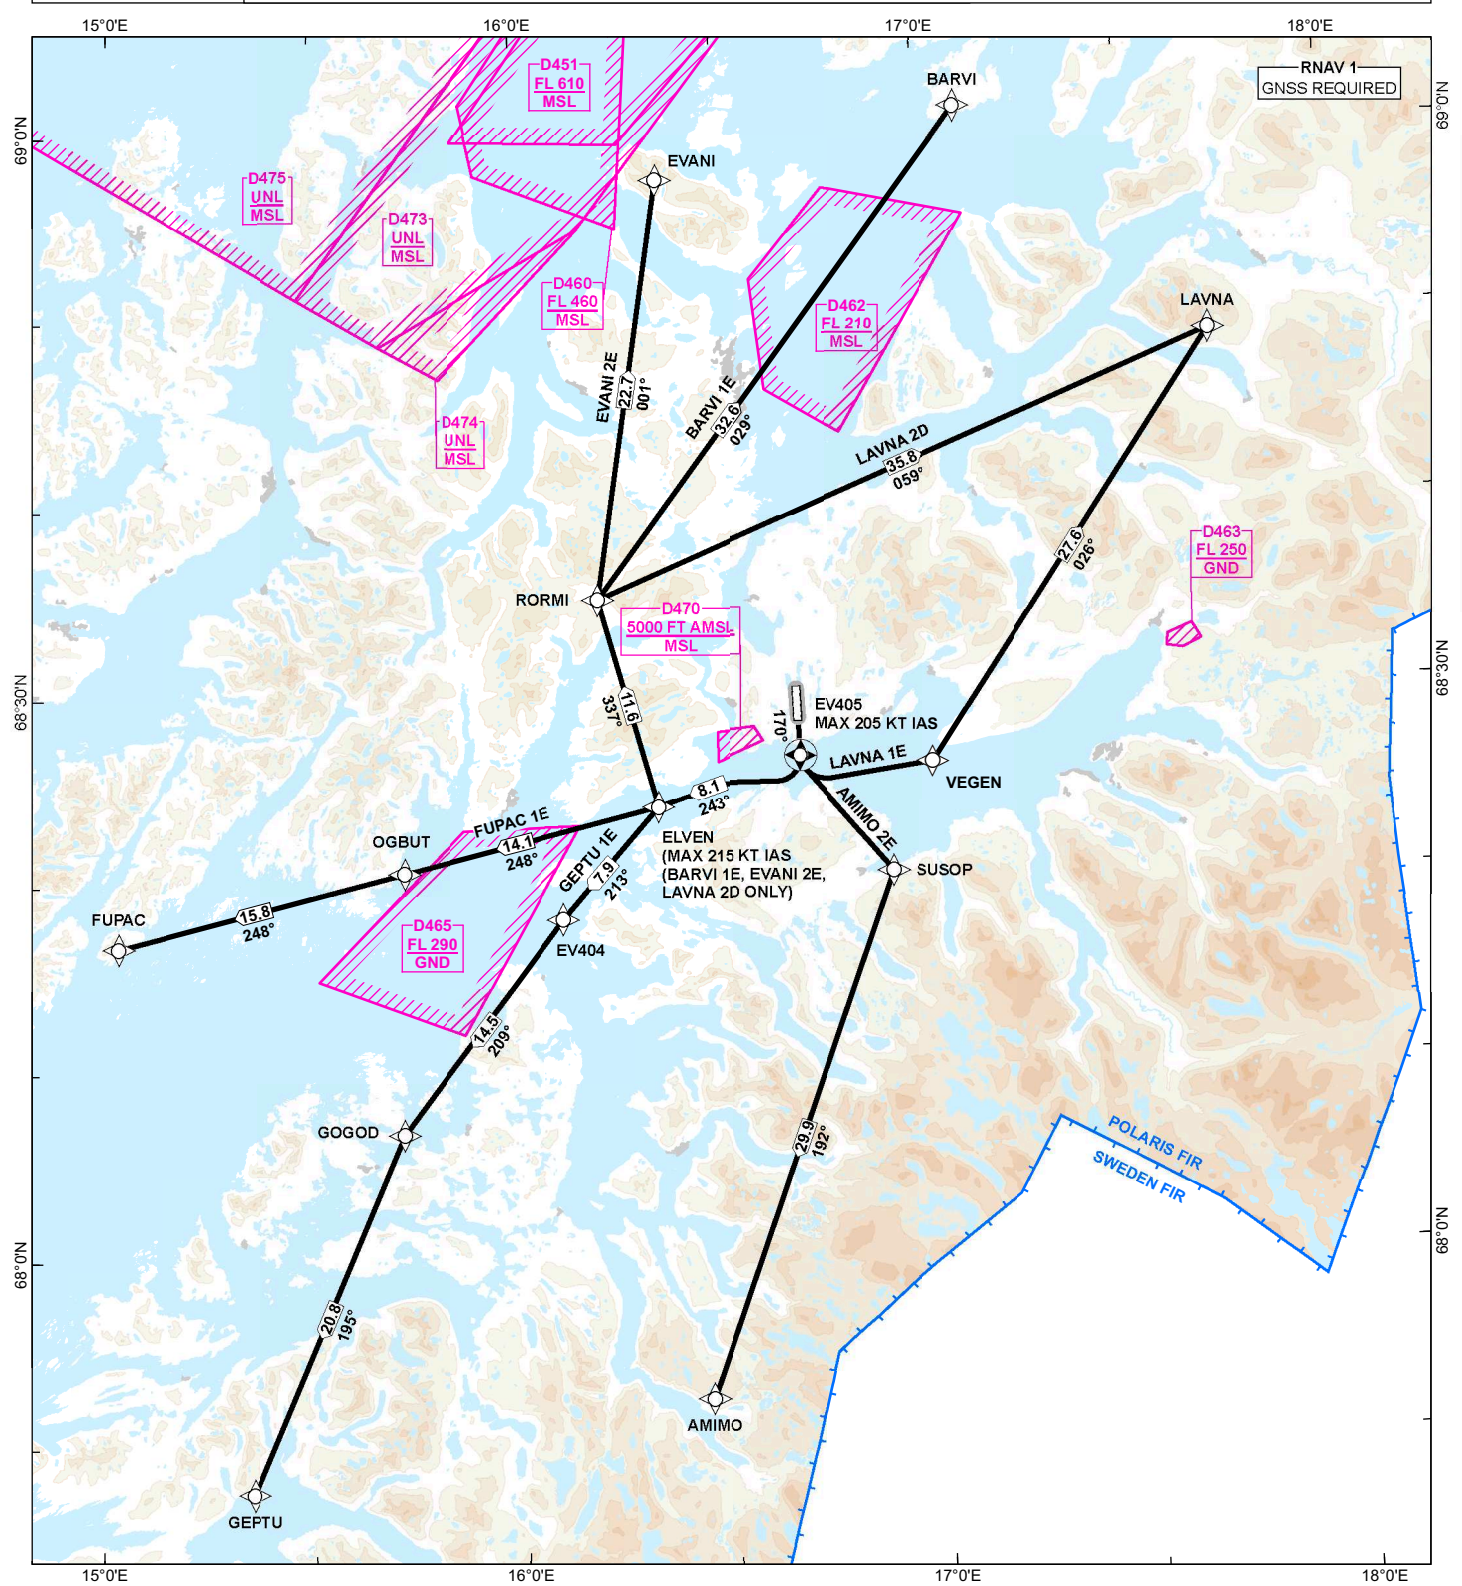 15°0'E
16°0'E
17°0'E
18°0'E
RNAV 1
GNSS REQUIRED
69°0'N
69°0'N
BARVI
D451
FL 610
MSL
EVANI
D475
UNL
MSL
D473
UNL
MSL
D460
FL 460
MSL
D462
FL 210
MSL
LAVNA
EVANI 2E
22.7
001°
BARVI 1E
32.6
029°
D474
UNL
MSL
LAVNA 2D
35.8
059°
27.6
026°
D463
FL 250
GND
RORMI
D470
5000 FT AMSL
MSL
68°30'N
68°30'N
11.6
337°
170°
EV405
MAX 205 KT IAS
LAVNA 1E
VEGEN
8.1
243°
AMIMO 2E
FUPAC 1E
14.1
248°
OGBUT
GEPTU 1E
7.9
213°
ELVEN
(MAX 215 KT IAS
(BARVI 1E, EVANI 2E,
LAVNA 2D ONLY)
SUSOP
FUPAC
15.8
248°
D465
FL 290
GND
EV404
14.5
209°
GOGOD
29.9
192°
POLARIS FIR
SWEDEN FIR
68°0'N
68°0'N
20.8
195°
AMIMO
GEPTU
15°0'E
16°0'E
17°0'E
18°0'E